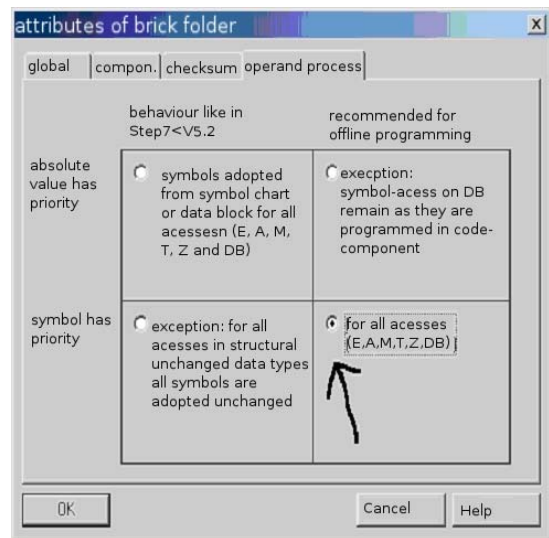 attributes of brick folder
x
global
compon.
checksum
operand process
behaviour like in
Step7<V5.2
recommended for
offline programming
absolute
value has
priority
symbols adopted
from symbol chart
or data block for all
acessesn (E, A, M,
T, Z and DB)
execption:
symbol-acess on DB
remain as they are
programmed in code-
component
symbol has
priority
exception: for all
acesses in structural
unchanged data types
all symbols are
adopted unchanged
for all acesses
(E,A,M,T,Z,DB)
OK
Cancel
Help